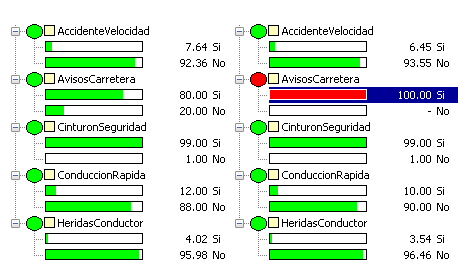 AccidenteVelocidad
7.64 Si
92.36 No
AvisosCarretera
80.00 Si
20.00 No
CinturonSeguridad
99.00 Si
1.00 No
ConduccionRapida
12.00 Si
88.00 No
HeridasConductor
4.02 Si
95.98 No
AccidenteVelocidad
6.45 Si
93.55 No
AvisosCarretera
100.00 Si
- No
CinturonSeguridad
99.00 Si
1.00 No
ConduccionRapida
10.00 Si
90.00 No
HeridasConductor
3.54 Si
96.46 No